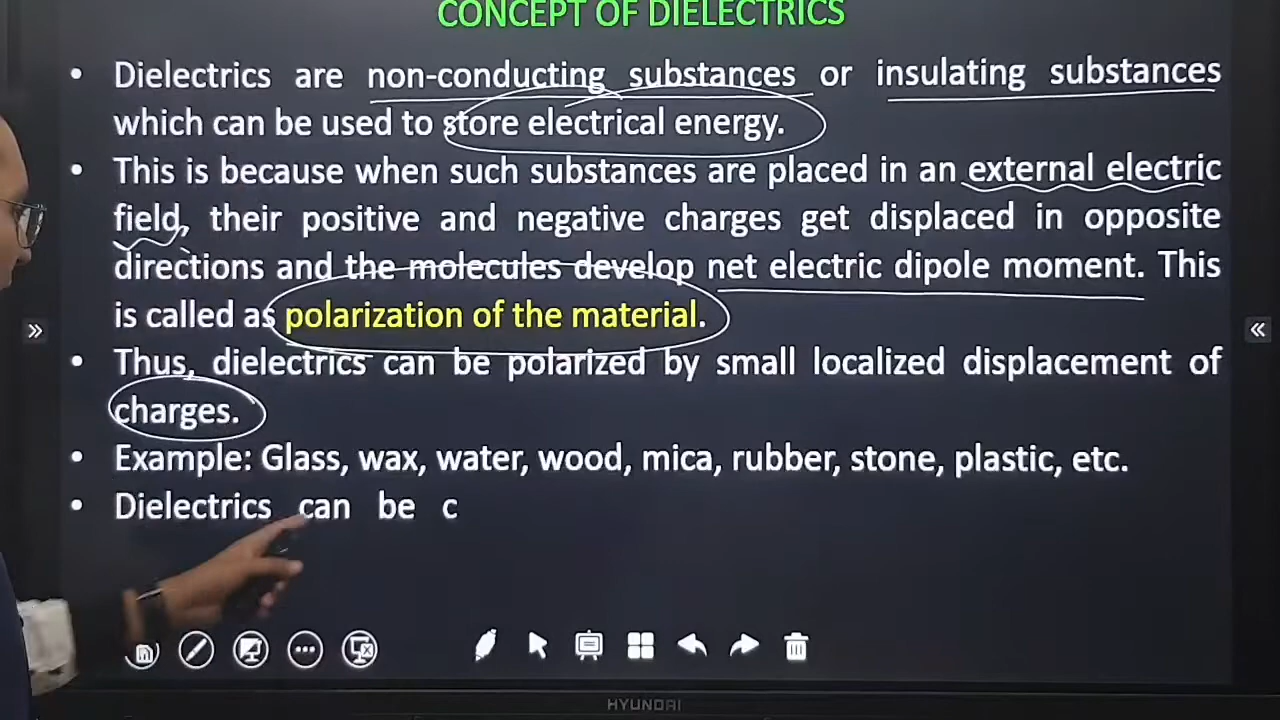 CONCEPT OF DIELECTRICS
• Dielectrics are non-conducting substances or insulating substances
which can be used to store electrical energy.
• This is because when such substances are placed in an external electric
field, their positive and negative charges get displaced in opposite
directions and the molecules develop net electric dipole moment. This
is called as polarization of the material.
• Thus, dielectrics can be polarized by small localized displacement of
charges.
• Example: Glass, wax, water, wood, mica, rubber, stone, plastic, etc.
• Dielectrics can be c
HYUNDAI